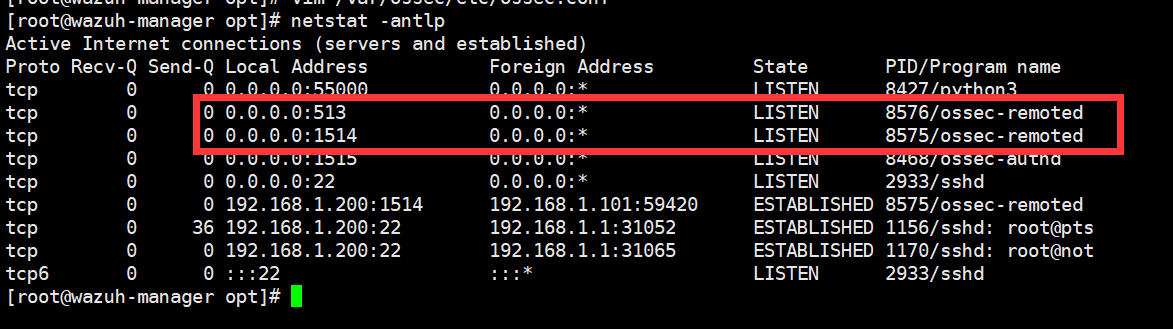 [root@wazuh-manager opt]# vim /var/ossec/etc/ossec.conf
[root@wazuh-manager opt]# netstat -antlp
Active Internet connections (servers and established)
Proto Recv-Q Send-Q Local Address           Foreign Address         State       PID/Program name
tcp        0      0 0.0.0.0:55000           0.0.0.0:*               LISTEN      8427/python3
tcp        0      0 0.0.0.0:513             0.0.0.0:*               LISTEN      8576/ossec-remoted
tcp        0      0 0.0.0.0:1514            0.0.0.0:*               LISTEN      8575/ossec-remoted
tcp        0      0 0.0.0.0:1515            0.0.0.0:*               LISTEN      8468/ossec-authd
tcp        0      0 0.0.0.0:22              0.0.0.0:*               LISTEN      2933/sshd
tcp        0      0 192.168.1.200:1514      192.168.1.101:59420     ESTABLISHED 8575/ossec-remoted
tcp        0     36 192.168.1.200:22        192.168.1.1:31052       ESTABLISHED 1156/sshd: root@pts
tcp        0      0 192.168.1.200:22        192.168.1.1:31065       ESTABLISHED 1170/sshd: root@not
tcp6       0      0 :::22                   :::*                    LISTEN      2933/sshd
[root@wazuh-manager opt]#